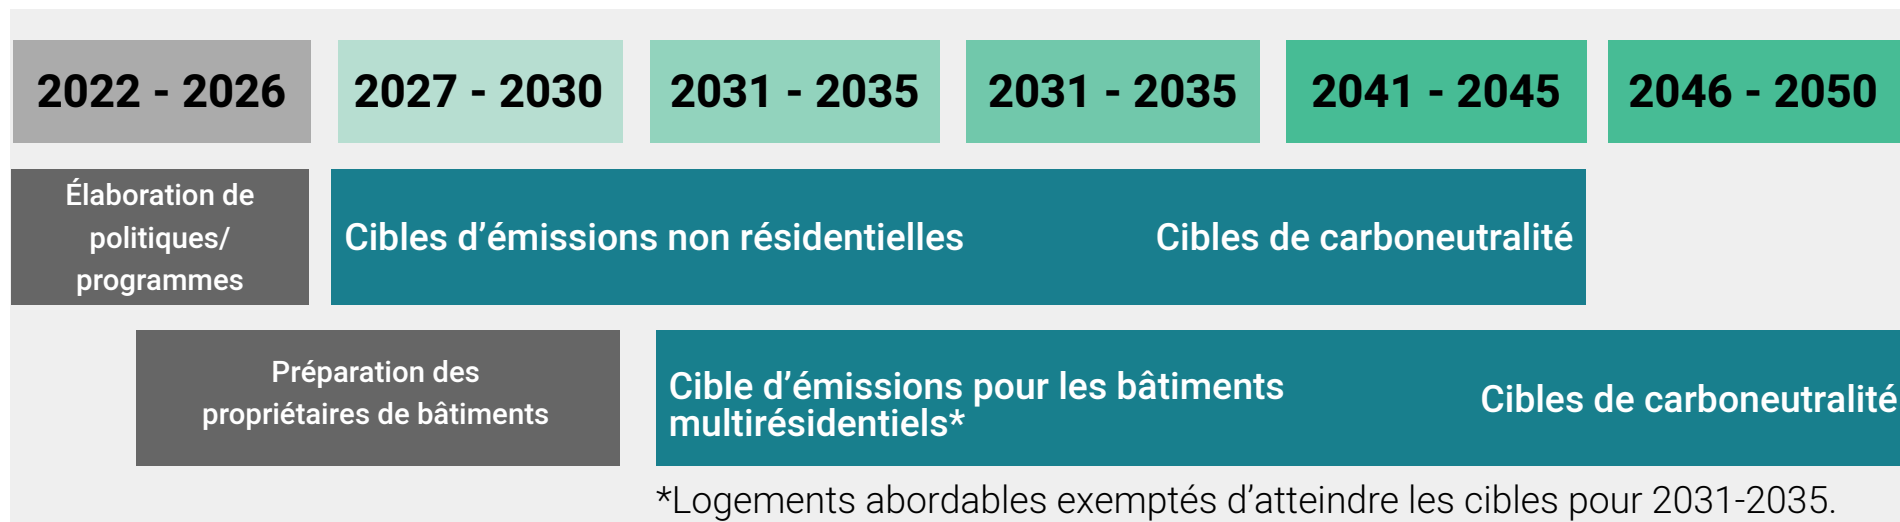 2022 - 2026
2027 - 2030
2031 - 2035
2031 - 2035
2041 - 2045
2046 - 2050
Élaboration de
politiques/
programmes
Cibles d’émissions non résidentielles
Cibles de carboneutralité
Préparation des
propriétaires de bâtiments
Cible d’émissions pour les bâtiments
multirésidentiels*
Cibles de carboneutralité
*Logements abordables exemptés d’atteindre les cibles pour 2031-2035.